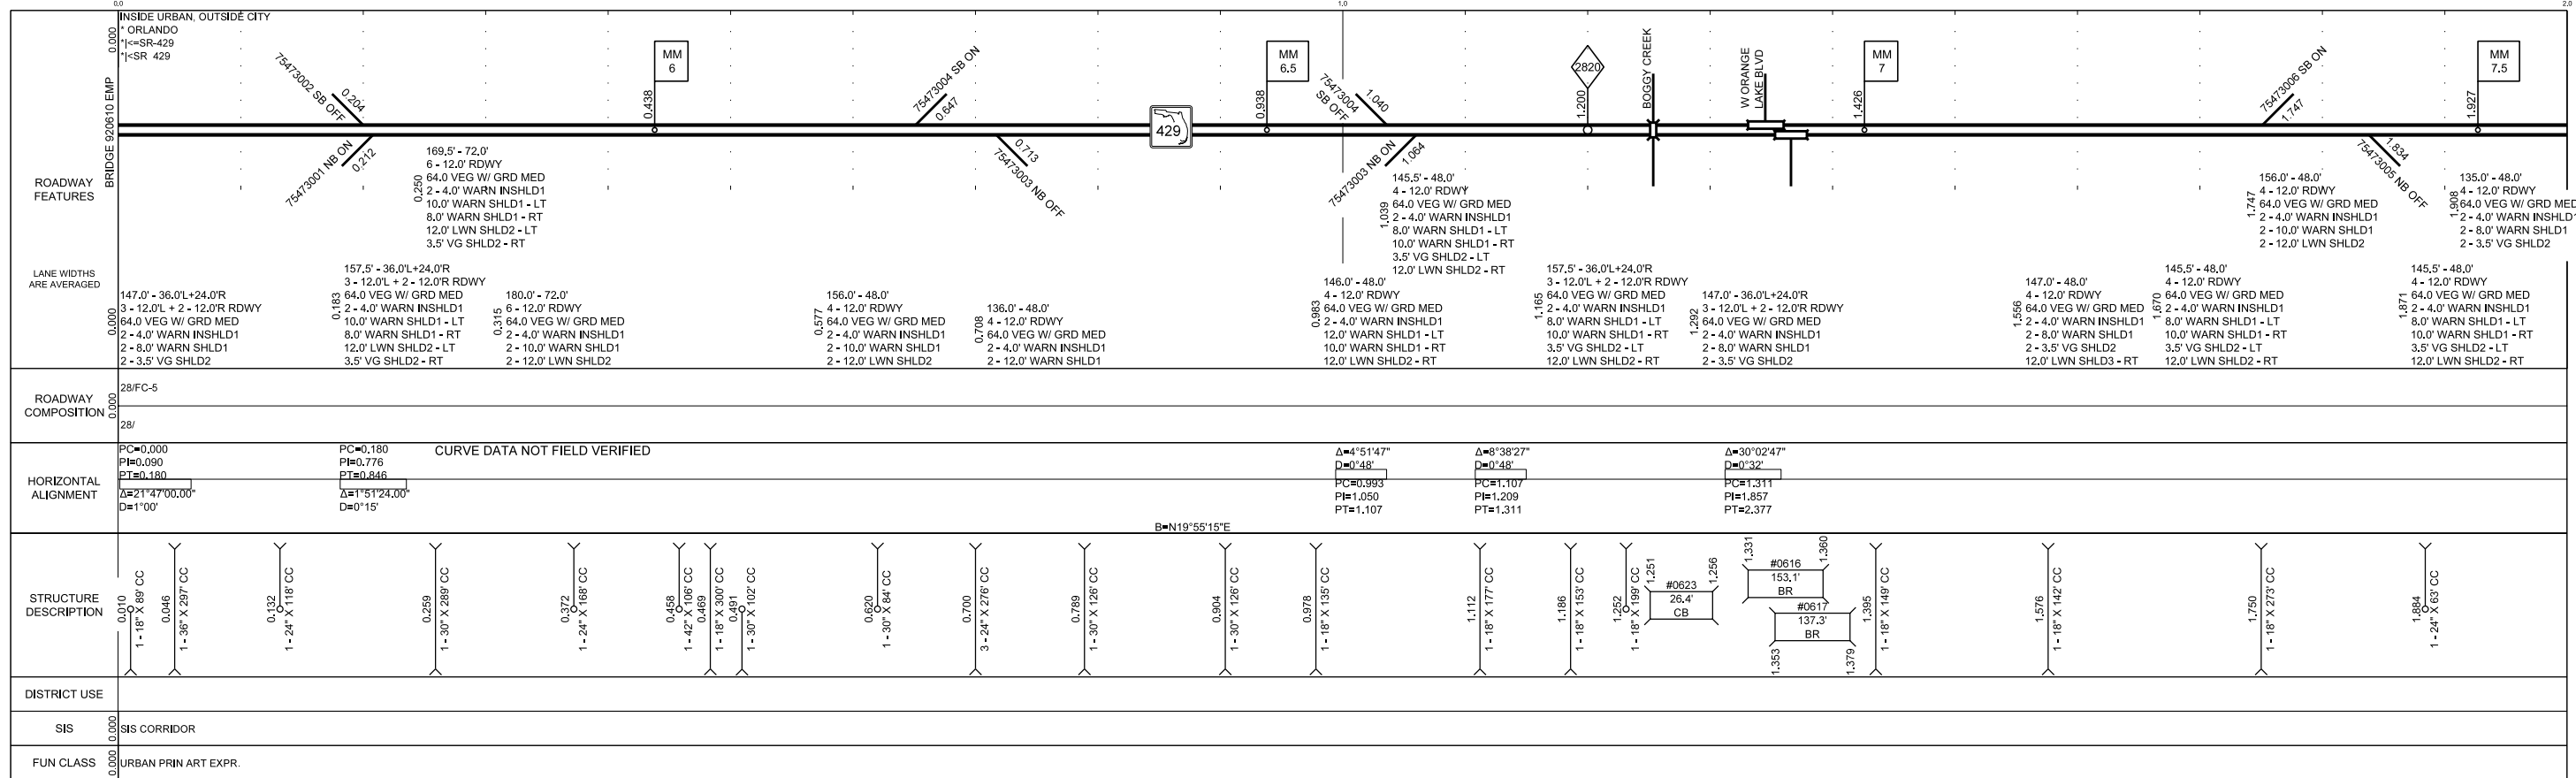 0.0
1.0
2.0
INSIDE URBAN, OUTSIDE CITY
* ORLANDO
*|<=SR-429
*|<SR 429
0.000
BRIDGE 920610 EMP
75473002 SB OFF
0.204
75473001 NB ON
0.212
MM
6
0.438
75473004 SB ON
0.647
0.713
75473003 NB OFF
429
MM
6.5
0.938
75473004
SB OFF
1.040
75473003 NB ON
1.064
2820
1.200
BOGGY CREEK
W ORANGE
LAKE BLVD
MM
7
1.426
75473006 SB ON
1.747
1.834
75473005 NB OFF
MM
7.5
1.927
ROADWAY
FEATURES
0.250
169.5' - 72.0'
6 - 12.0' RDWY
64.0 VEG W/ GRD MED
2 - 4.0' WARN INSHLD1
10.0' WARN SHLD1 - LT
8.0' WARN SHLD1 - RT
12.0' LWN SHLD2 - LT
3.5' VG SHLD2 - RT
1.039
145.5' - 48.0'
4 - 12.0' RDWY
64.0 VEG W/ GRD MED
2 - 4.0' WARN INSHLD1
8.0' WARN SHLD1 - LT
10.0' WARN SHLD1 - RT
3.5' VG SHLD2 - LT
12.0' LWN SHLD2 - RT
1.747
156.0' - 48.0'
4 - 12.0' RDWY
64.0 VEG W/ GRD MED
2 - 4.0' WARN INSHLD1
2 - 10.0' WARN SHLD1
2 - 12.0' LWN SHLD2
1.908
135.0' - 48.0'
4 - 12.0' RDWY
64.0 VEG W/ GRD MED
2 - 4.0' WARN INSHLD1
2 - 8.0' WARN SHLD1
2 - 3.5' VG SHLD2
LANE WIDTHS
ARE AVERAGED
0.000
147.0' - 36.0'L+24.0'R
3 - 12.0'L + 2 - 12.0'R RDWY
64.0 VEG W/ GRD MED
2 - 4.0' WARN INSHLD1
2 - 8.0' WARN SHLD1
2 - 3.5' VG SHLD2
0.183
157.5' - 36.0'L+24.0'R
3 - 12.0'L + 2 - 12.0'R RDWY
64.0 VEG W/ GRD MED
2 - 4.0' WARN INSHLD1
10.0' WARN SHLD1 - LT
8.0' WARN SHLD1 - RT
12.0' LWN SHLD2 - LT
3.5' VG SHLD2 - RT
0.315
180.0' - 72.0'
6 - 12.0' RDWY
64.0 VEG W/ GRD MED
2 - 4.0' WARN INSHLD1
2 - 10.0' WARN SHLD1
2 - 12.0' LWN SHLD2
0.577
156.0' - 48.0'
4 - 12.0' RDWY
64.0 VEG W/ GRD MED
2 - 4.0' WARN INSHLD1
2 - 10.0' WARN SHLD1
2 - 12.0' LWN SHLD2
0.708
136.0' - 48.0'
4 - 12.0' RDWY
64.0 VEG W/ GRD MED
2 - 4.0' WARN INSHLD1
2 - 12.0' WARN SHLD1
0.983
146.0' - 48.0'
4 - 12.0' RDWY
64.0 VEG W/ GRD MED
2 - 4.0' WARN INSHLD1
12.0' WARN SHLD1 - LT
10.0' WARN SHLD1 - RT
12.0' LWN SHLD2 - RT
1.165
157.5' - 36.0'L+24.0'R
3 - 12.0'L + 2 - 12.0'R RDWY
64.0 VEG W/ GRD MED
2 - 4.0' WARN INSHLD1
8.0' WARN SHLD1 - LT
10.0' WARN SHLD1 - RT
3.5' VG SHLD2 - LT
12.0' LWN SHLD2 - RT
1.292
147.0' - 36.0'L+24.0'R
3 - 12.0'L + 2 - 12.0'R RDWY
64.0 VEG W/ GRD MED
2 - 4.0' WARN INSHLD1
2 - 8.0' WARN SHLD1
2 - 3.5' VG SHLD2
1.556
147.0' - 48.0'
4 - 12.0' RDWY
64.0 VEG W/ GRD MED
2 - 4.0' WARN INSHLD1
2 - 8.0' WARN SHLD1
2 - 3.5' VG SHLD2
12.0' LWN SHLD3 - RT
1.670
145.5' - 48.0'
4 - 12.0' RDWY
64.0 VEG W/ GRD MED
2 - 4.0' WARN INSHLD1
8.0' WARN SHLD1 - LT
10.0' WARN SHLD1 - RT
3.5' VG SHLD2 - LT
12.0' LWN SHLD2 - RT
1.871
145.5' - 48.0'
4 - 12.0' RDWY
64.0 VEG W/ GRD MED
2 - 4.0' WARN INSHLD1
8.0' WARN SHLD1 - LT
10.0' WARN SHLD1 - RT
3.5' VG SHLD2 - LT
12.0' LWN SHLD2 - RT
ROADWAY
COMPOSITION
0.000
28/FC-5
28/
HORIZONTAL
ALIGNMENT
PC=0.000
PI=0.090
PT=0.180
Δ=21°47'00.00"
D=1°00'
PC=0.180
PI=0.776
PT=0.846
Δ=1°51'24.00"
D=0°15'
CURVE DATA NOT FIELD VERIFIED
B=N19°55'15"E
Δ=4°51'47"
D=0°48'
PC=0.993
PI=1.050
PT=1.107
Δ=8°38'27"
D=0°48'
PC=1.107
PI=1.209
PT=1.311
Δ=30°02'47"
D=0°32'
PC=1.311
PI=1.857
PT=2.377
STRUCTURE
DESCRIPTION
0.010
1 - 18" X 89' CC
0.046
1 - 36" X 297' CC
0.132
1 - 24" X 118' CC
0.259
1 - 30" X 289' CC
0.372
1 - 24" X 168' CC
0.458
1 - 42" X 106' CC
0.469
1 - 18" X 300' CC
0.491
1 - 30" X 102' CC
0.620
1 - 30" X 84' CC
0.700
3 - 24" X 276' CC
0.789
1 - 30" X 126' CC
0.904
1 - 30" X 126' CC
0.978
1 - 18" X 135' CC
1.112
1 - 18" X 177' CC
1.186
1 - 18" X 153' CC
1.252
1 - 18" X 199' CC
1.251
1.256
#0623
26.4'
CB
1.331
1.360
#0616
153.1'
BR
#0617
137.3'
BR
1.353
1.379
1.395
1 - 18" X 149' CC
1.576
1 - 18" X 142' CC
1.750
1 - 18" X 273' CC
1.884
1 - 24" X 63' CC
DISTRICT USE
SIS
0.000
SIS CORRIDOR
FUN CLASS
0.000
URBAN PRIN ART EXPR.